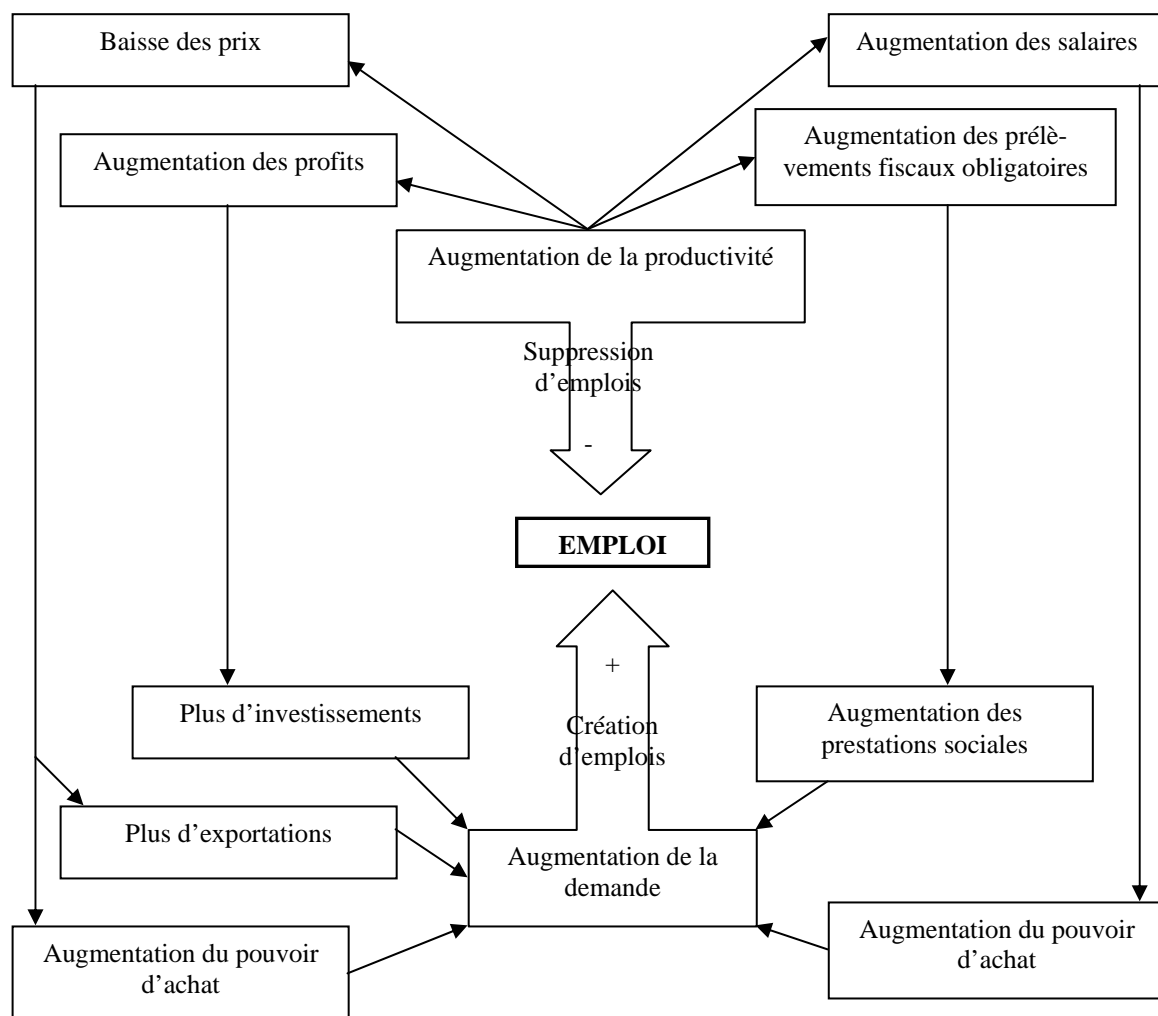 Baisse des prix
Augmentation des salaires
Augmentation des profits
Augmentation des prélè-
vements fiscaux obligatoires
Augmentation de la productivité
Suppression
d’emplois
-
EMPLOI
+
Plus d’investissements
Création
d’emplois
Augmentation des
prestations sociales
Plus d’exportations
Augmentation de la
demande
Augmentation du pouvoir
d’achat
Augmentation du pouvoir
d’achat